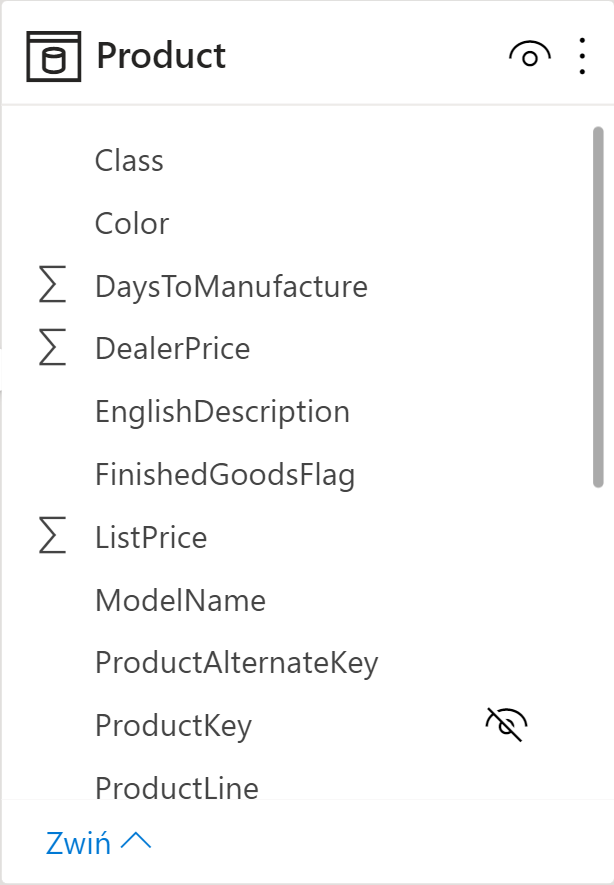 Product
Class
Color
DaysToManufacture
DealerPrice
EnglishDescription
FinishedGoodsFlag
ListPrice
ModelName
ProductAlternateKey
ProductKey
ProductLine
Zwiń